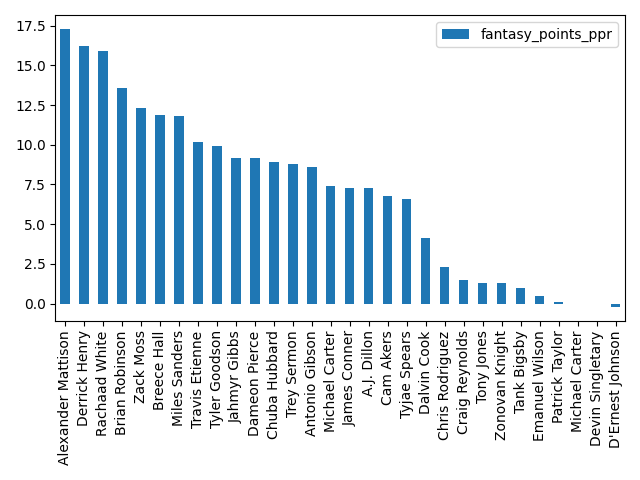 fantasy_points_ppr
17.5
15.0
12.5
10.0
7.5
5.0
2.5
0.0
Alexander Mattison
Derrick Henry
Rachaad White
Brian Robinson
Zack Moss
Breece Hall
Miles Sanders
Travis Etienne
Tyler Goodson
Jahmyr Gibbs
Dameon Pierce
Chuba Hubbard
Trey Sermon
Antonio Gibson
Michael Carter
James Conner
A.J. Dillon
Cam Akers
Tyjae Spears
Dalvin Cook
Chris Rodriguez
Craig Reynolds
Tony Jones
Zonovan Knight
Tank Bigsby
Emanuel Wilson
Patrick Taylor
Michael Carter
Devin Singletary
D'Ernest Johnson